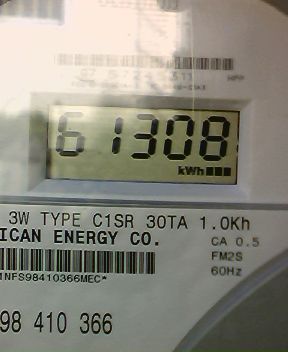 61308
kWh
3W TYPE C1SR 30TA 1.0Kh
ICAN ENERGY CO.
CA 0.5
FM2S
60Hz
1NFS98410366MEC*
98 410 366